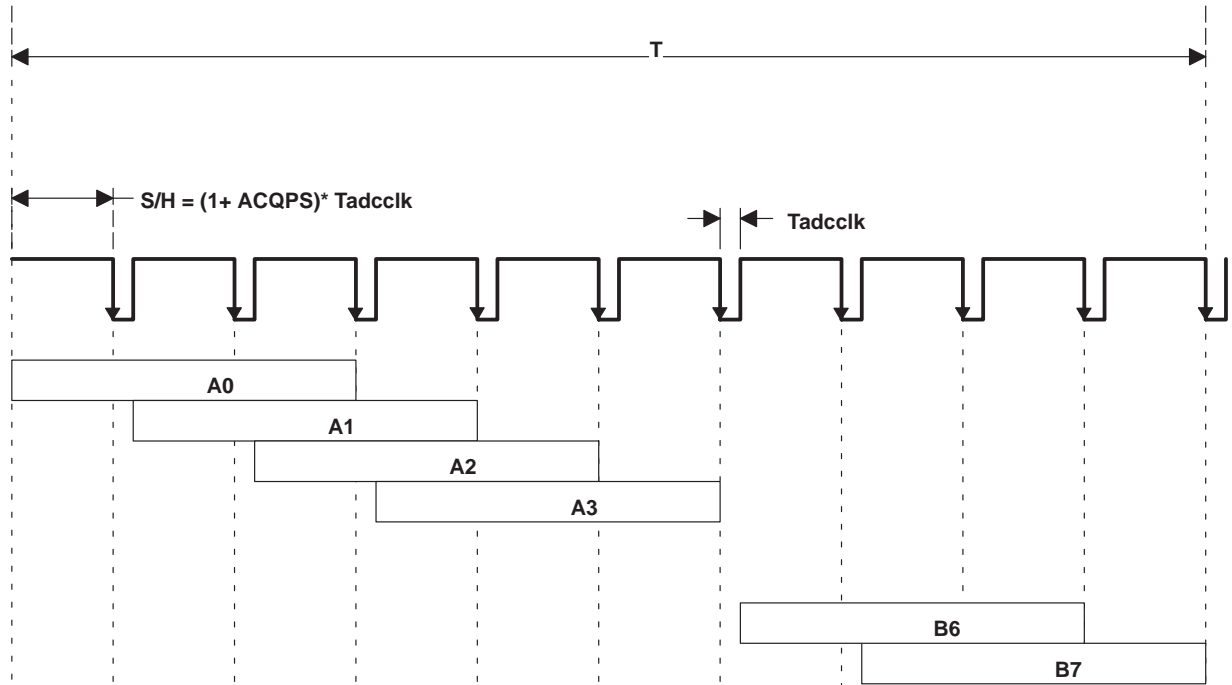 T
S/H = (1+ ACQPS)* Tadcclk
Tadcclk
A0
A1
A2
A3
B6
B7